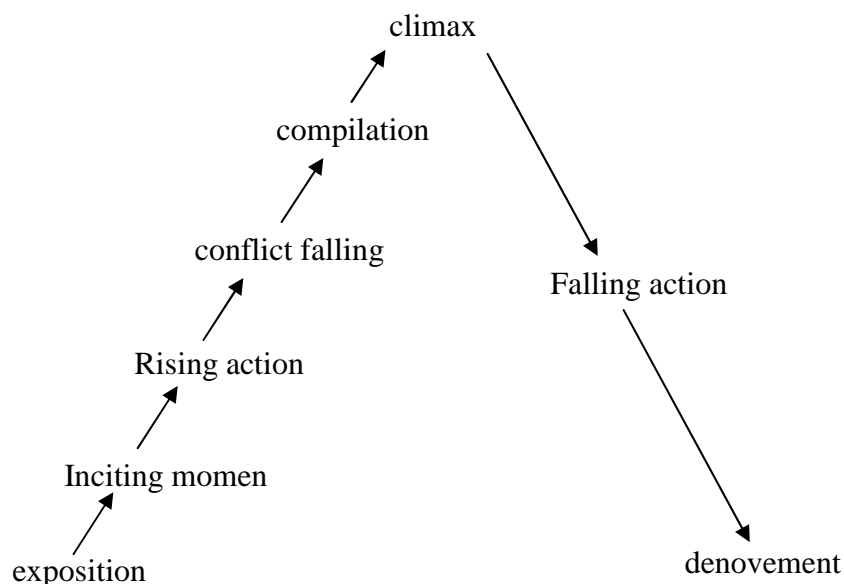 climax
compilation
conflict falling
Falling action
Rising action
Inciting momen
exposition
denovement